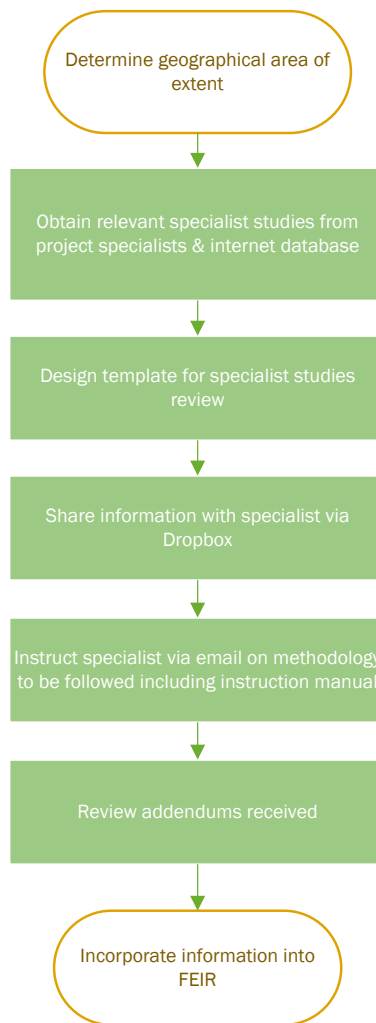 Determine geographical area of
extent
Obtain relevant specialist studies from
project specialists & internet database
Design template for specialist studies
review
Share information with specialist via
Dropbox
Instruct specialist via email on methodology
to be followed including instruction manual
Review addendums received
Incorporate information into
FEIR